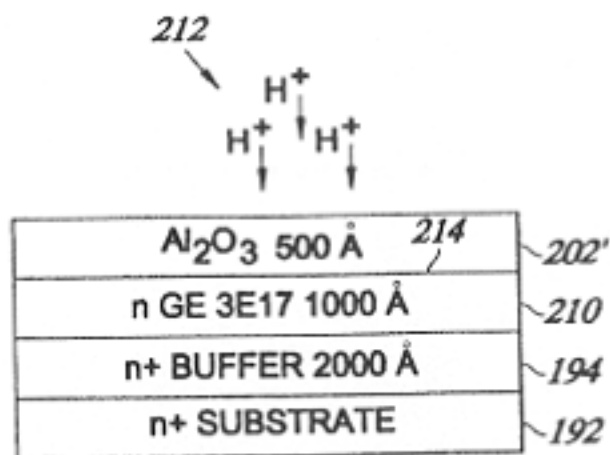 212
H+
H+ H+
Al2O3 500 Å 214 202'
n GE 3E17 1000 Å 210
n+ BUFFER 2000 Å 194
n+ SUBSTRATE 192